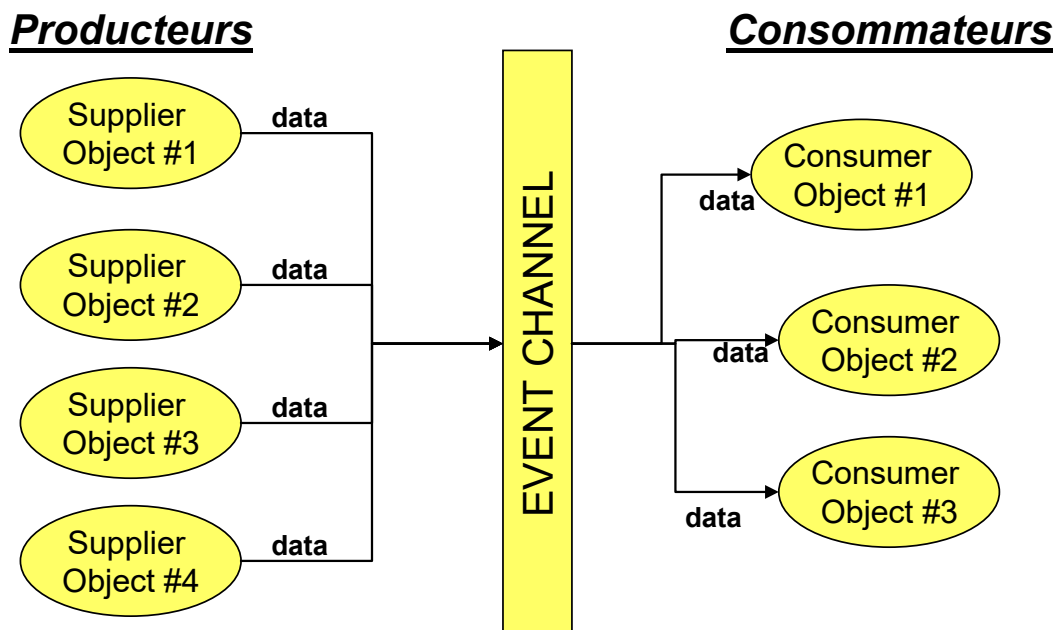 Producteurs
Consommateurs
Supplier
Object #1
data
Supplier
Object #2
data
Supplier
Object #3
data
Supplier
Object #4
data
EVENT CHANNEL
Consumer
Object #1
data
Consumer
Object #2
data
Consumer
Object #3
data